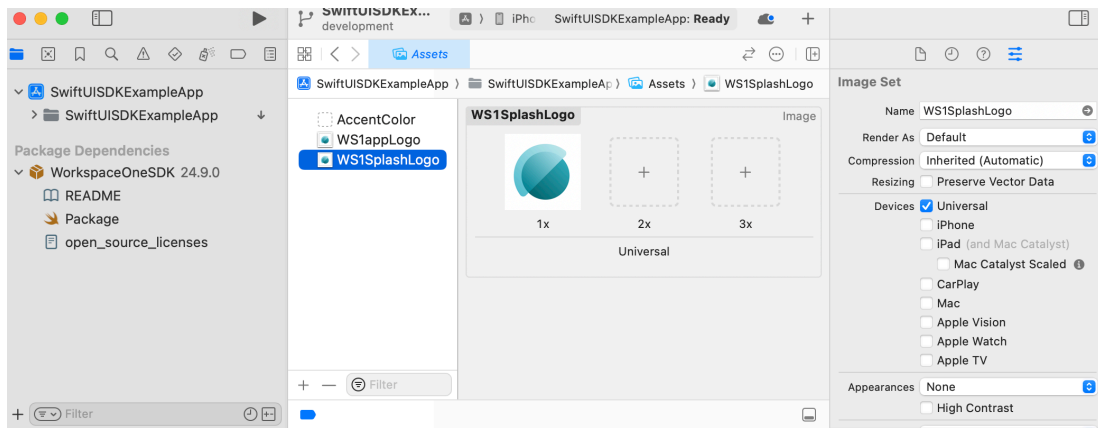 SwiftUISDKEx...
development
iPho
SwiftUISDKExampleApp: Ready
Assets
SwiftUISDKExampleApp
SwiftUISDKExampleApp
Package Dependencies
WorkspaceOneSDK 24.9.0
README
Package
open_source_licenses
Filter
SwiftUISDKExampleApp 〉 SwiftUISDKExampleAp 〉 Assets 〉 WS1SplashLogo
AccentColor
WS1appLogo
WS1SplashLogo
Filter
WS1SplashLogo
Image
1x 2x 3x
Universal
Image Set
Name WS1SplashLogo
Render As Default
Compression Inherited (Automatic)
Resizing Preserve Vector Data
Devices Universal
iPhone
iPad (and Mac Catalyst)
Mac Catalyst Scaled
CarPlay
Mac
Apple Vision
Apple Watch
Apple TV
Appearances None
High Contrast